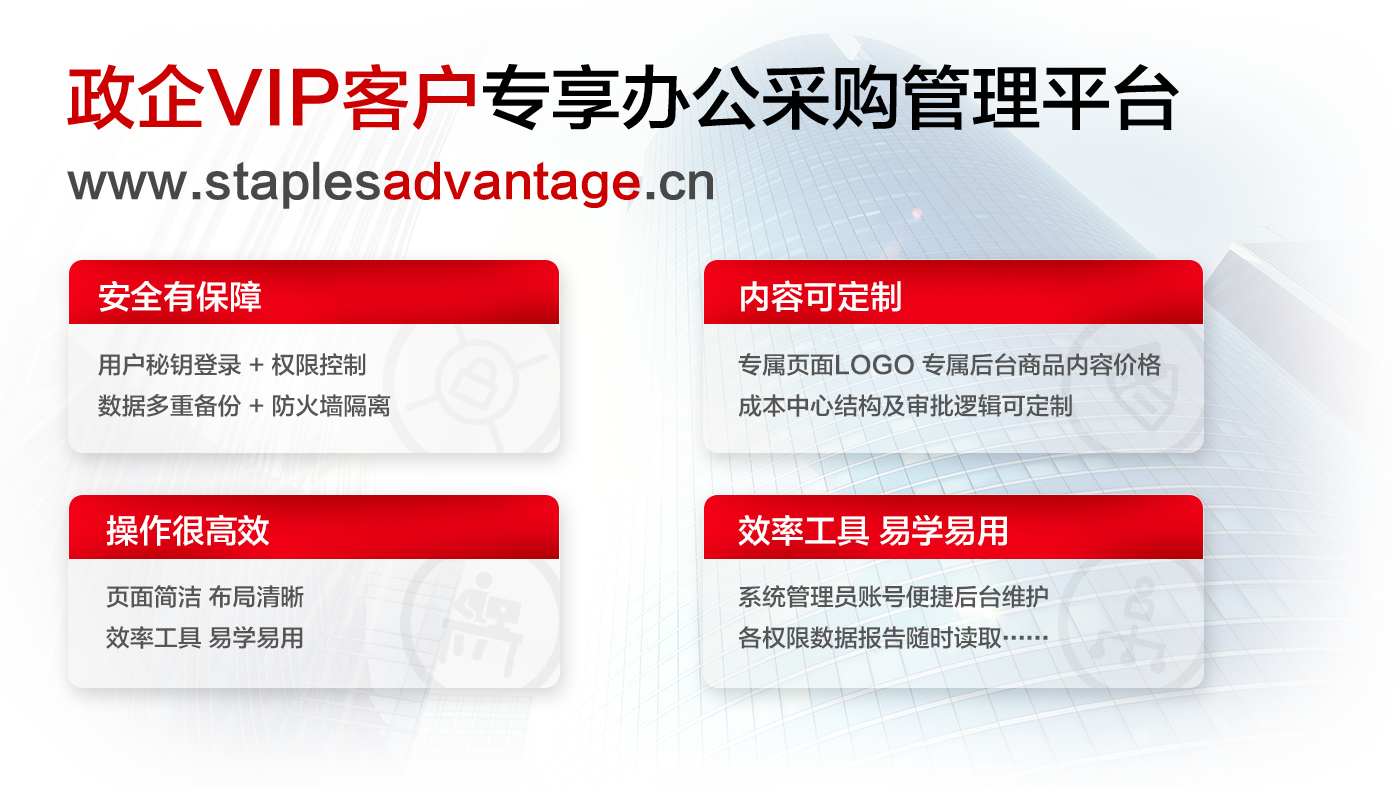 政企VIP客户专享办公采购管理平台
www.staplesadvantage.cn
安全有保障
用户秘钥登录 + 权限控制
数据多重备份 + 防火墙隔离
内容可定制
专属页面LOGO 专属后台商品内容价格
成本中心结构及审批逻辑可定制
操作很高效
页面简洁 布局清晰
效率工具 易学易用
效率工具 易学易用
系统管理员账号便捷后台维护
各权限数据报告随时读取······